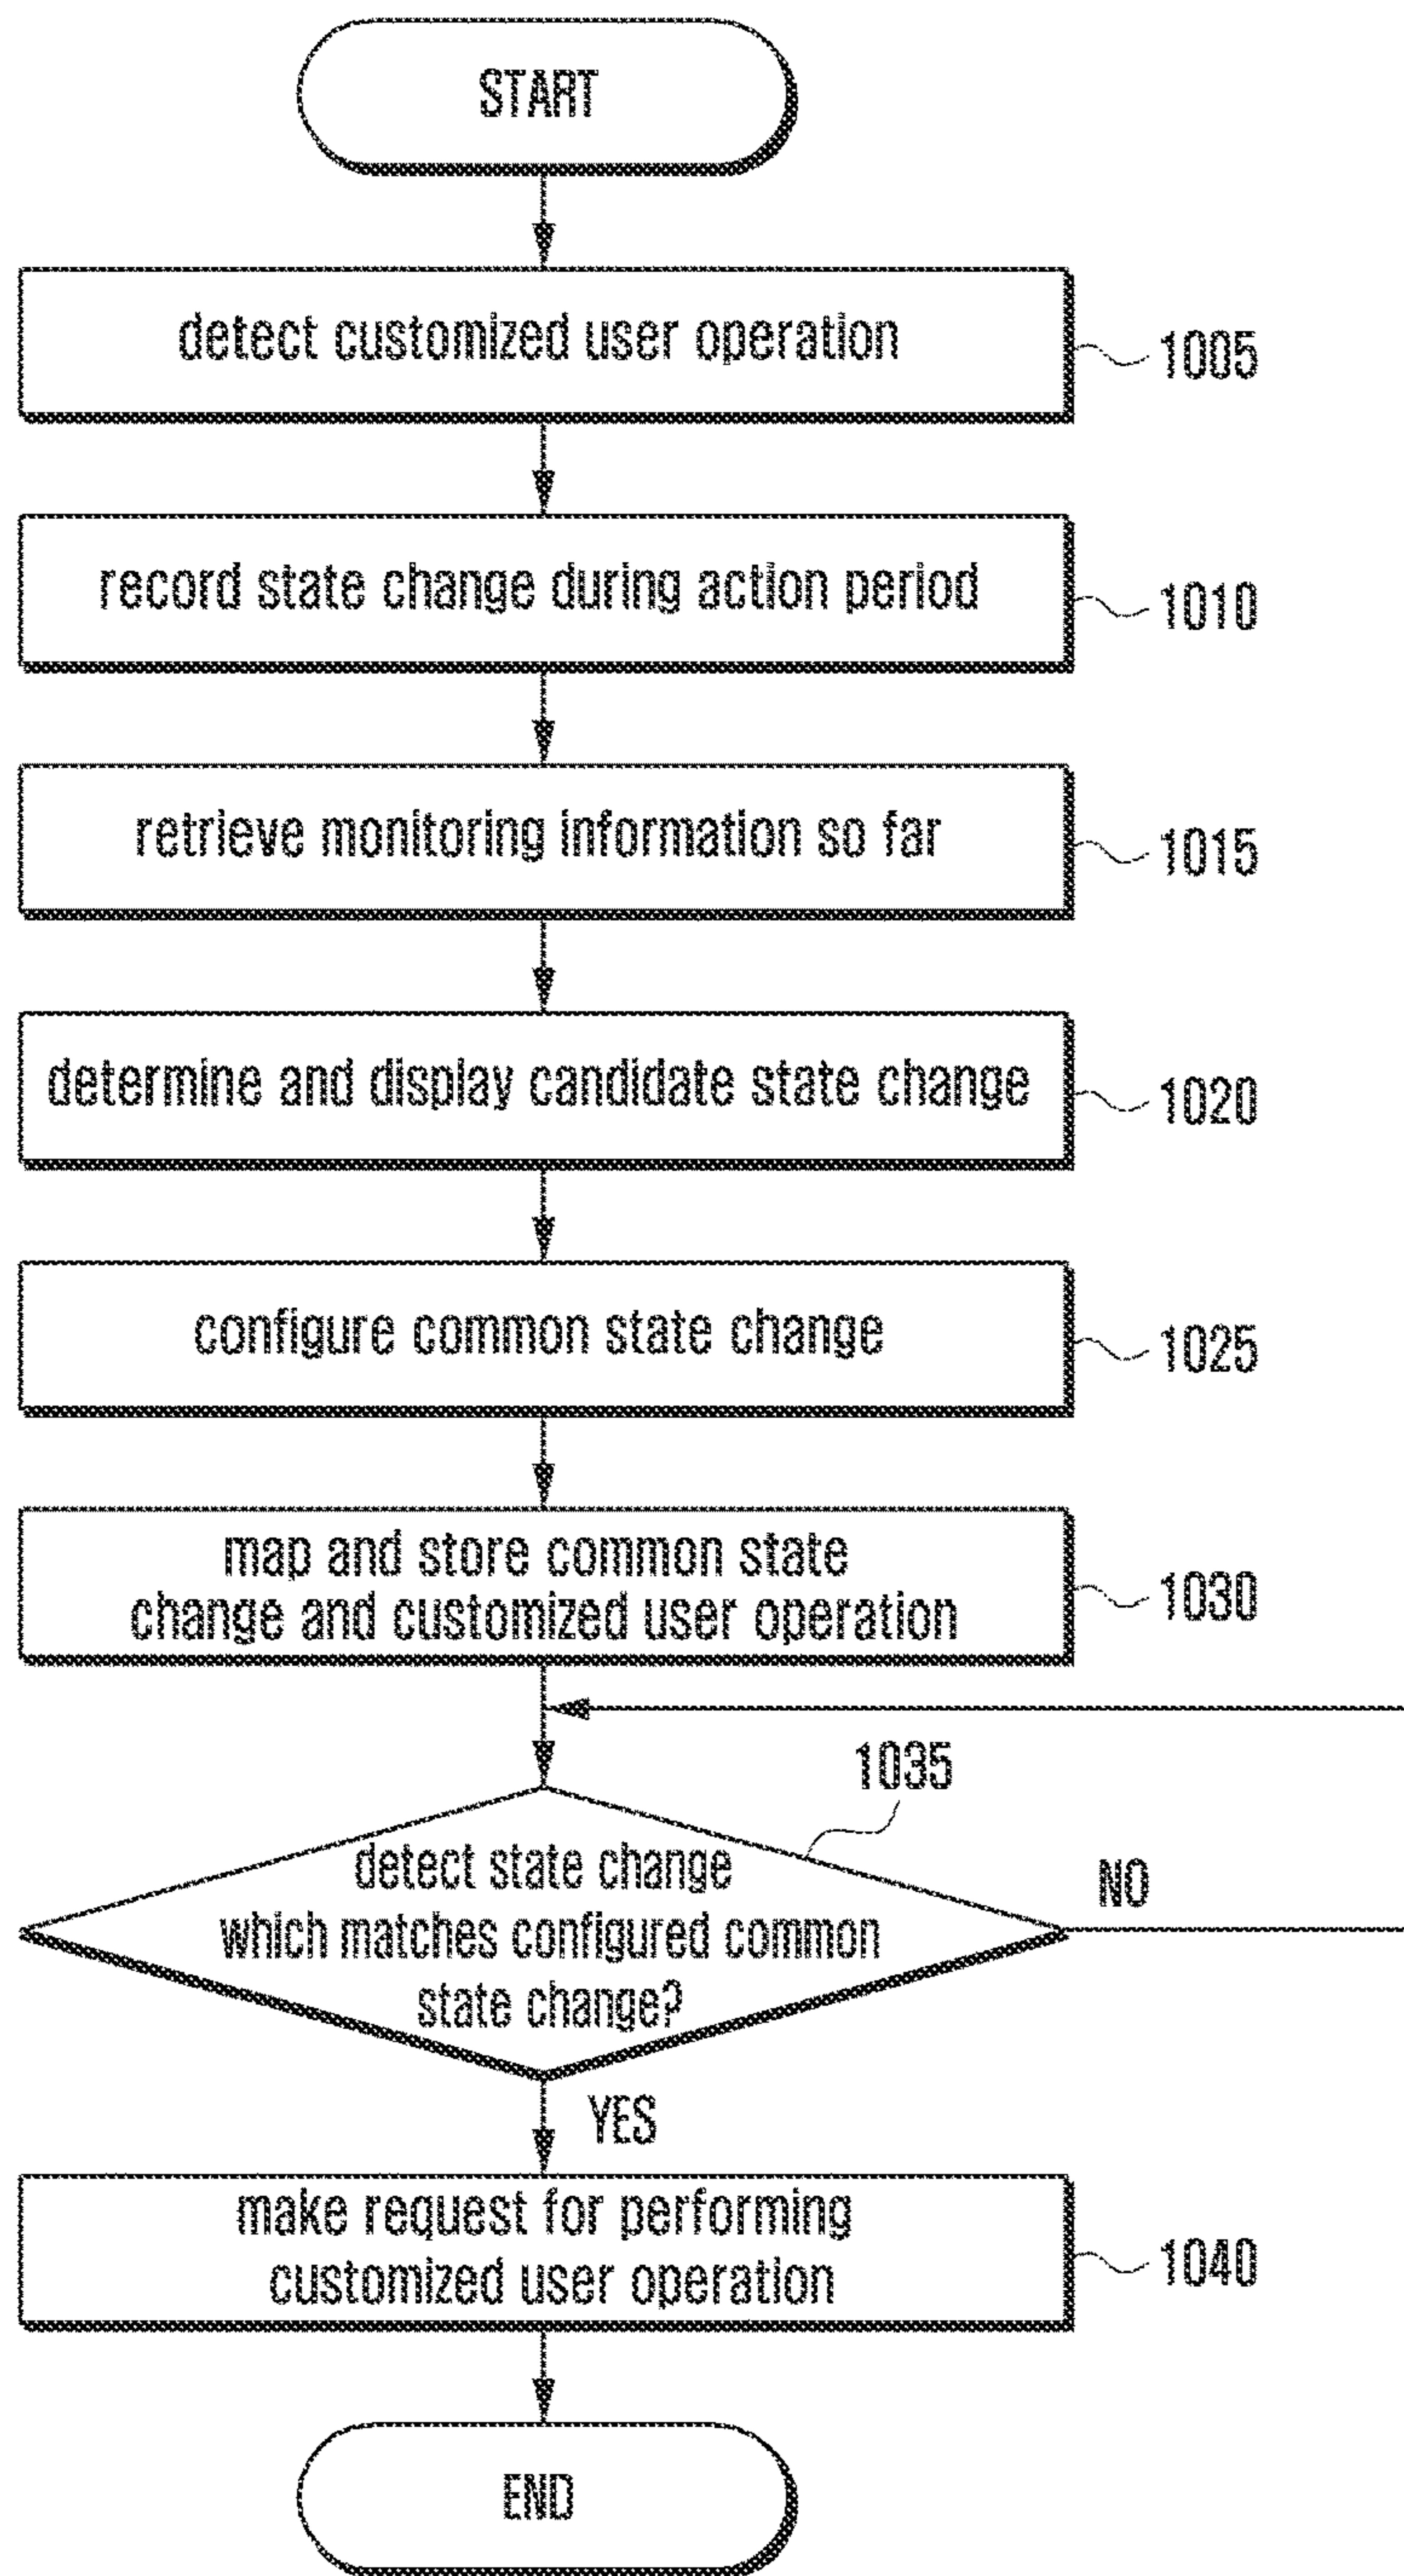 START
detect customized user operation
1005
record state change during action period
1010
retrieve monitoring information so far
1015
determine and display candidate state change
1020
configure common state change
1025
map and store common state
change and customized user operation
1030
1035
detect state change
which matches configured common
state change?
NO
YES
make request for performing
customized user operation
1040
END